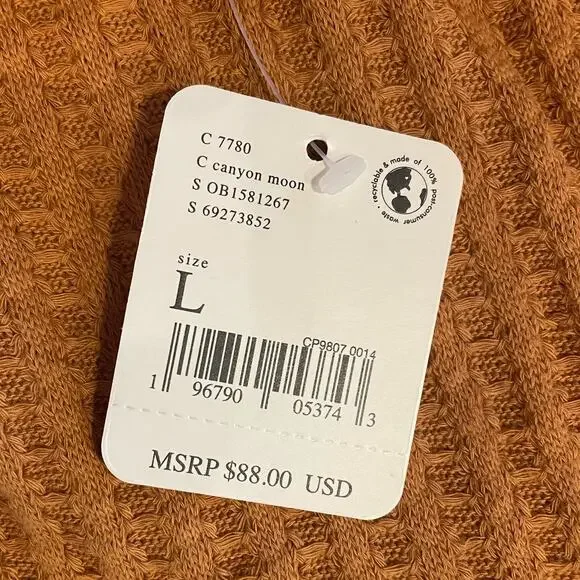 C 7780
C canyon moon
S OB1581267
S 69273852
recyclable & made of 100% post-consumer waste •
size
L
CP9807 0014
1 96790 05374 3
MSRP $88.00 USD